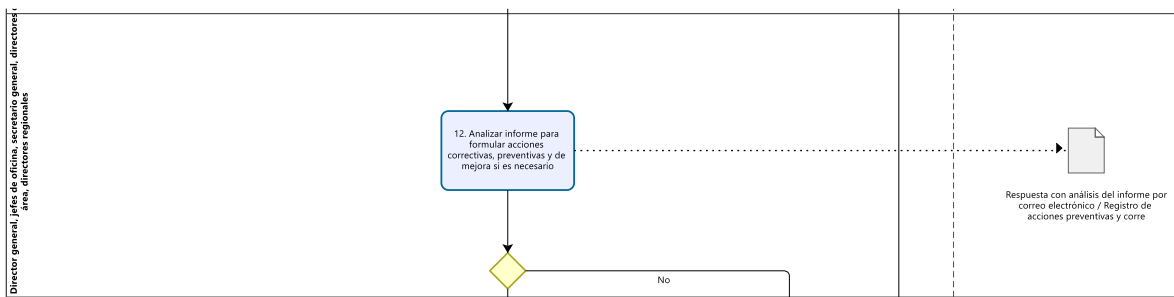 Director general, jefes de oficina, secretario general, directores
área, directores regionales
12. Analizar informe para
formular acciones
correctivas, preventivas y de
mejora si es necesario
Respuesta con análisis del informe por
correo electrónico / Registro de
acciones preventivas y corre
No